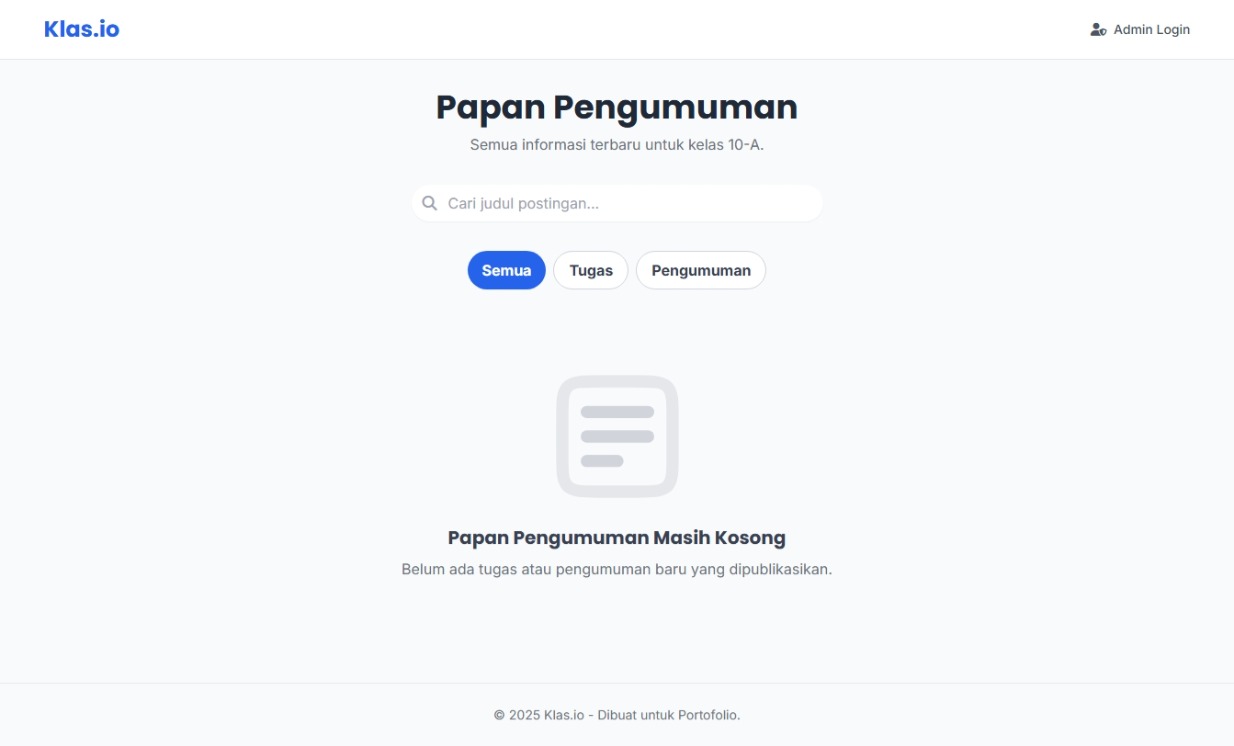 Klas.io
Admin Login
Papan Pengumuman
Semua informasi terbaru untuk kelas 10-A.
Cari judul postingan...
Semua
Tugas
Pengumuman
Papan Pengumuman Masih Kosong
Belum ada tugas atau pengumuman baru yang dipublikasikan.
© 2025 Klas.io - Dibuat untuk Portofolio.